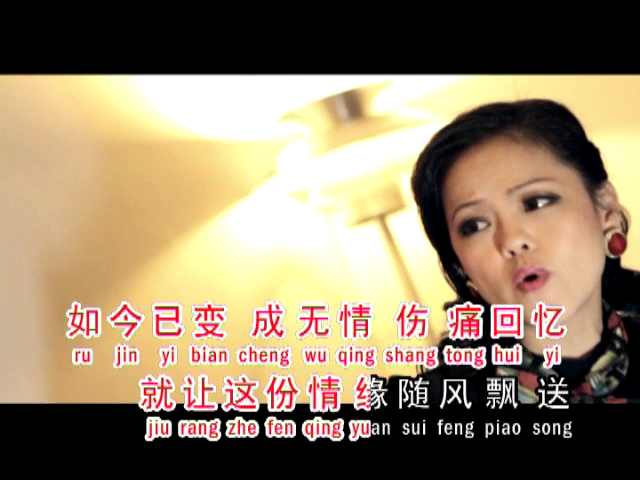 如今已变 成无情 伤 痛回忆
ru jin yi bian cheng wu qing shang tong hui yi
就让这份情缘随风飘 送
jiu rang zhe fen qing yuan sui feng piao song